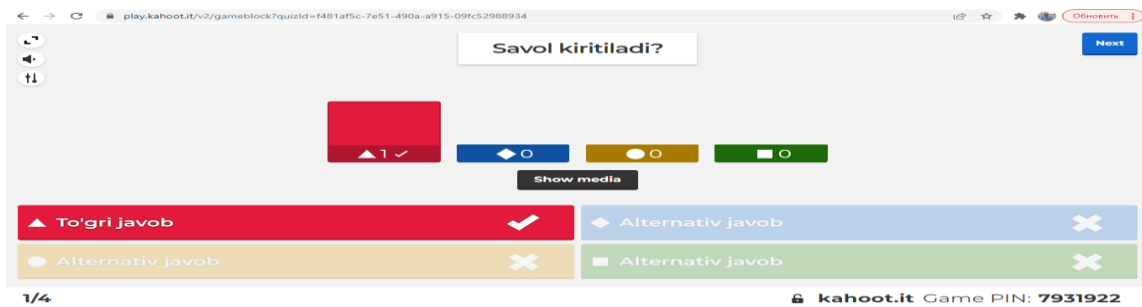 play.kahoot.it/v2/gameblock?quizId=f481af5c-7e51-490a-a915-09fc52988934
Обновить
Savol kiritiladi?
Next
1
0
0
0
Show media
To'gri javob
Alternativ javob
Alternativ javob
Alternativ javob
1/4
kahoot.it Game PIN: 7931922